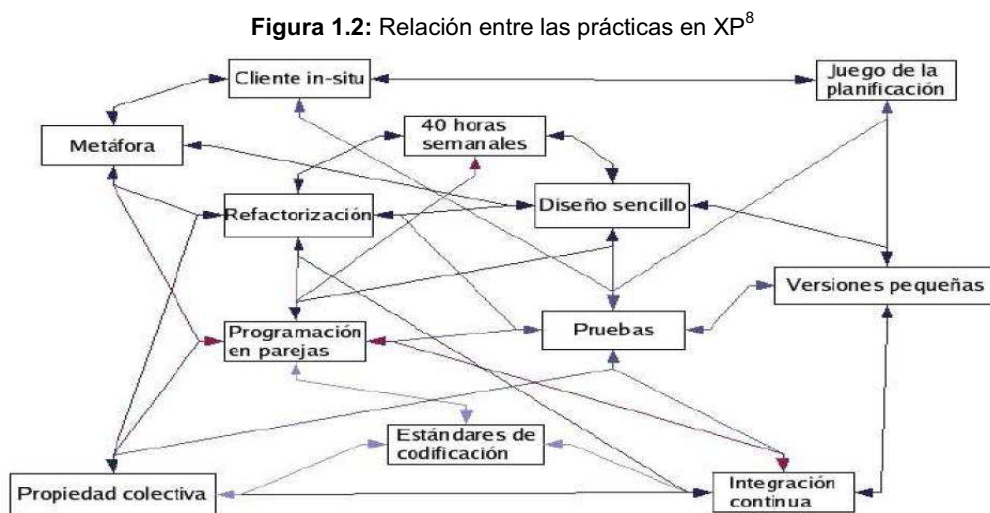 Figura 1.2: Relación entre las prácticas en XP8
Cliente in-situ
Juego de la
planificación
40 horas
semanales
Metáfora
Refactorización
Diseño sencillo
Versiones pequeñas
Programación
en parejas
Pruebas
Estándares de
codificación
Propiedad colectiva
Integración
continua